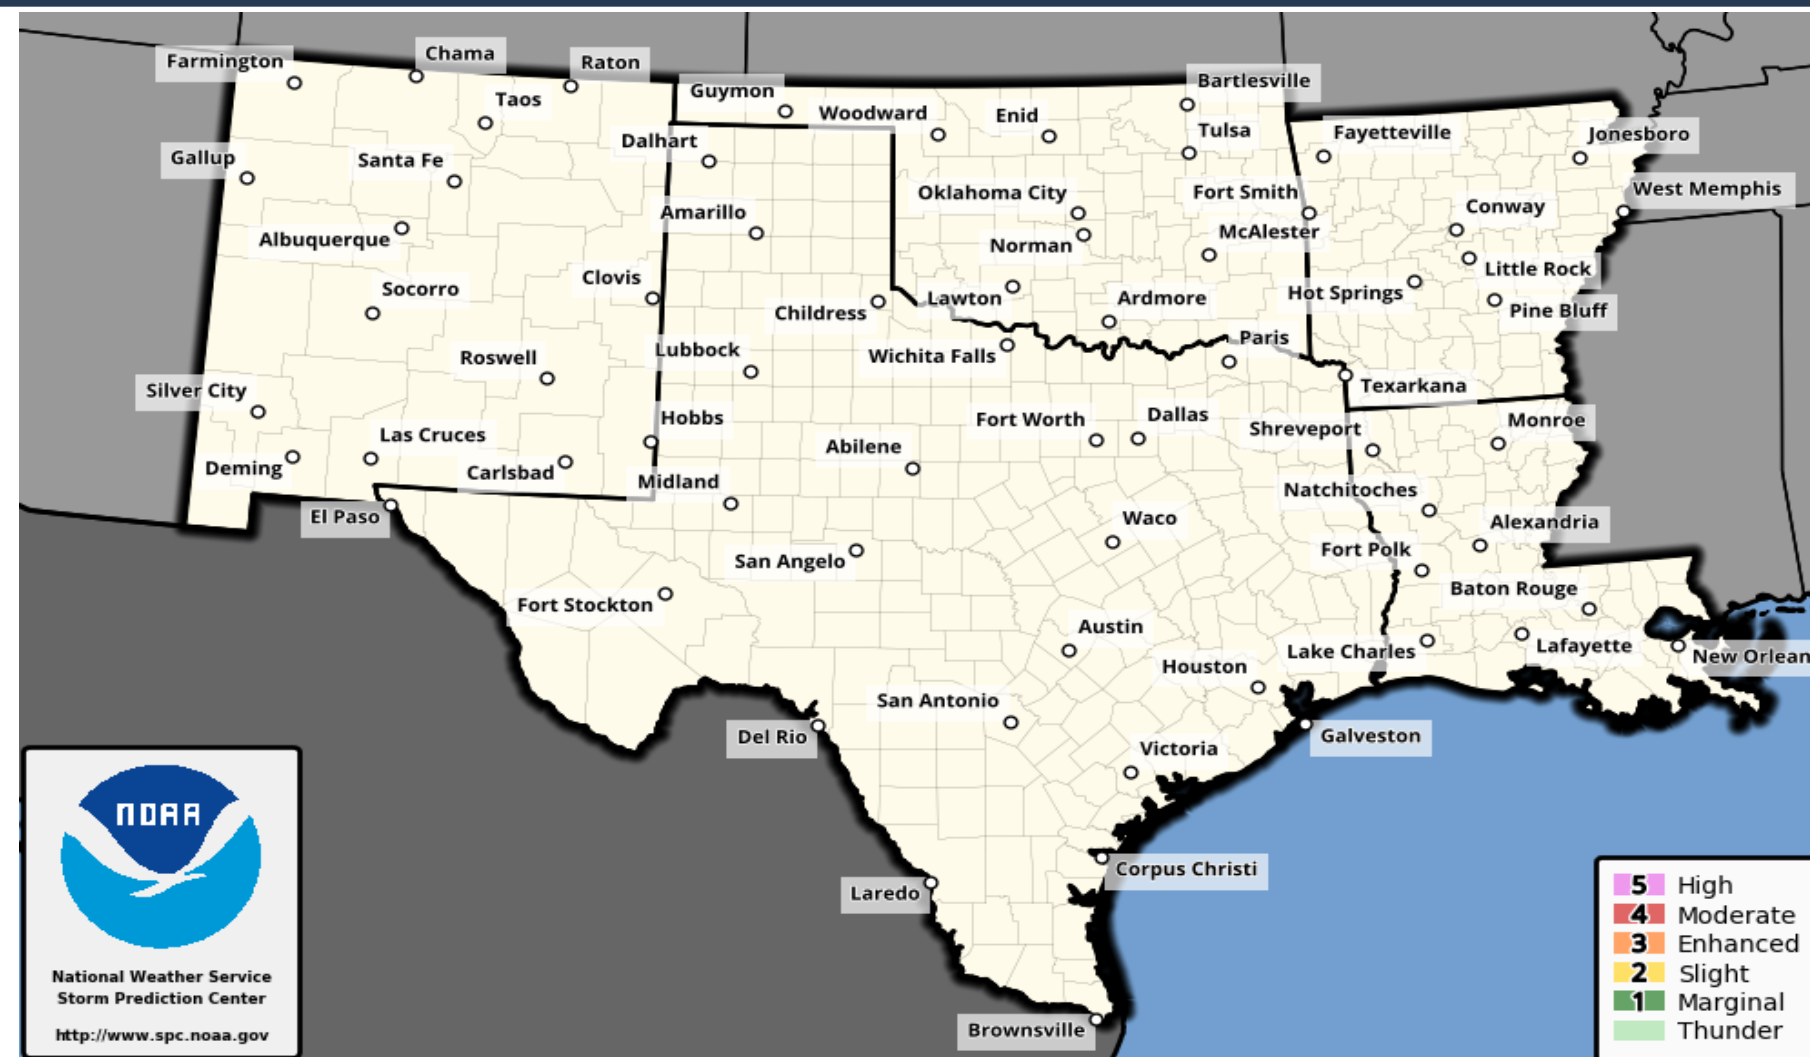 Farmington
Chama
Raton
Taos
Guymon
Woodward
Enid
Bartlesville
Tulsa
Fayetteville
Jonesboro
Gallup
Santa Fe
Dalhart
Oklahoma City
Fort Smith
West Memphis
Conway
Albuquerque
Amarillo
Norman
McAlester
Little Rock
Socorro
Clovis
Childress
Lawton
Ardmore
Hot Springs
Pine Bluff
Roswell
Lubbock
Wichita Falls
Paris
Texarkana
Silver City
Hobbs
Fort Worth
Dallas
Shreveport
Monroe
Las Cruces
Deming
Carlsbad
Midland
Abilene
Natchitoches
El Paso
San Angelo
Waco
Alexandria
Fort Polk
Fort Stockton
Austin
Baton Rouge
Lake Charles
Lafayette
New Orlean
Houston
San Antonio
Del Rio
Victoria
Galveston
Laredo
Corpus Christi
Brownsville
NOAA
National Weather Service
Storm Prediction Center
http://www.spc.noaa.gov
5 High
4 Moderate
3 Enhanced
2 Slight
1 Marginal
Thunder